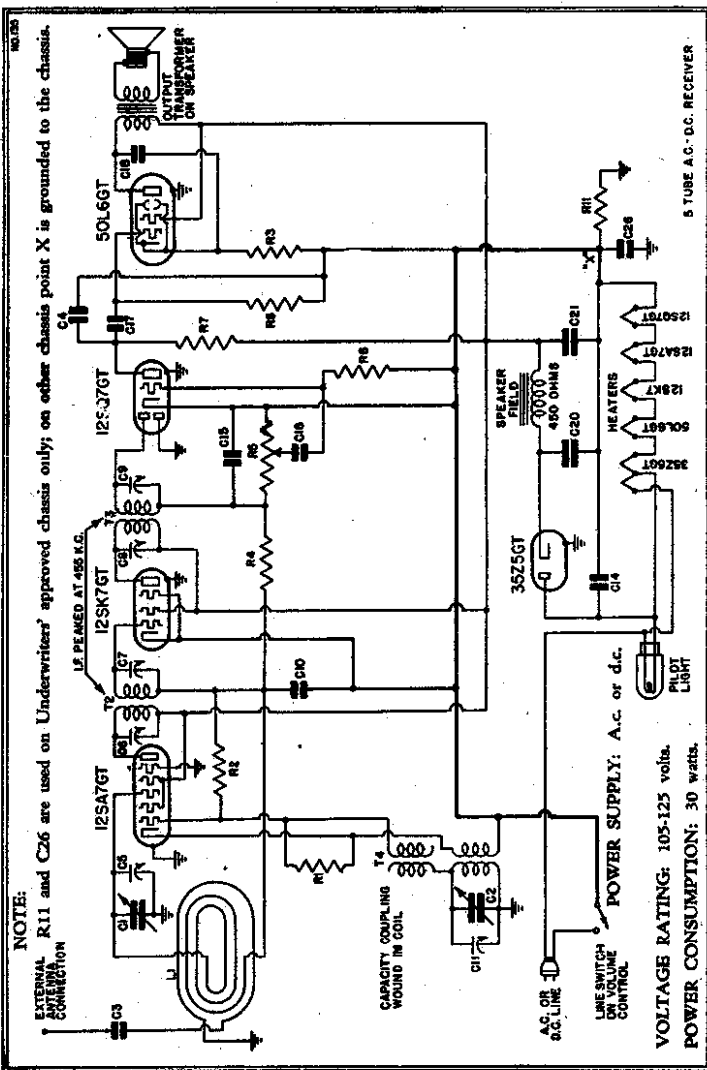 NO.135
NOTE:
R11 and C26 are used on Underwriters' approved chassis only; on other chassis point X is grounded to the chassis.
EXTERNAL
ANTENNA
CONNECTION
C3
C1
C5
12SA7GT
C6
T2
C7
I.F. PEAKED AT 455 K.C.
12SK7GT
C8
T3
C9
12SQ7GT
C4
C17
50L6GT
C18
OUTPUT
TRANSFORMER
ON SPEAKER
R2
C10
R4
C15
R5
C16
R6
R7
R8
R3
R1
T4
CAPACITY COUPLING
WOUND IN COIL
C11
C2
35Z5GT
SPEAKER
FIELD
450 OHMS
C20
C21
C14
"X"
R11
C26
HEATERS
35Z5GT
50L6GT
12SK7
12SA7GT
12SQ7GT
A.C. OR
D.C. LINE
LINE SWITCH
ON VOLUME
CONTROL
PILOT
LIGHT
POWER SUPPLY: A.c. or d.c.
VOLTAGE RATING: 105-125 volts.
POWER CONSUMPTION: 30 watts.
5 TUBE A.C.-D.C. RECEIVER